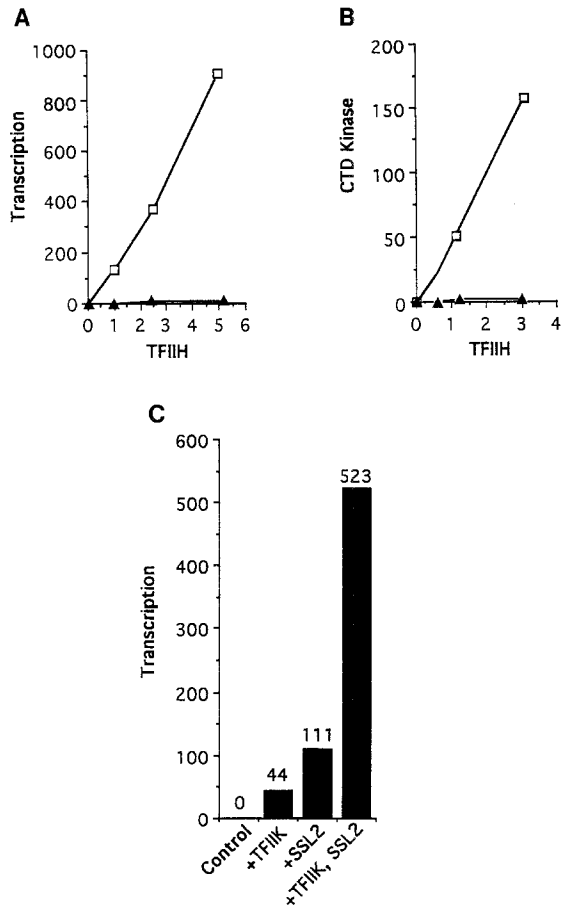 A
Transcription
1000
800
600
400
200
0
0 1 2 3 4 5 6
TFIIH
B
CTD Kinase
200
150
100
50
0
0 1 2 3 4
TFIIH
C
Transcription
600
500
400
300
200
100
0
0
44
111
523
Control
+TFIIK
+SSL2
+TFIIK, SSL2